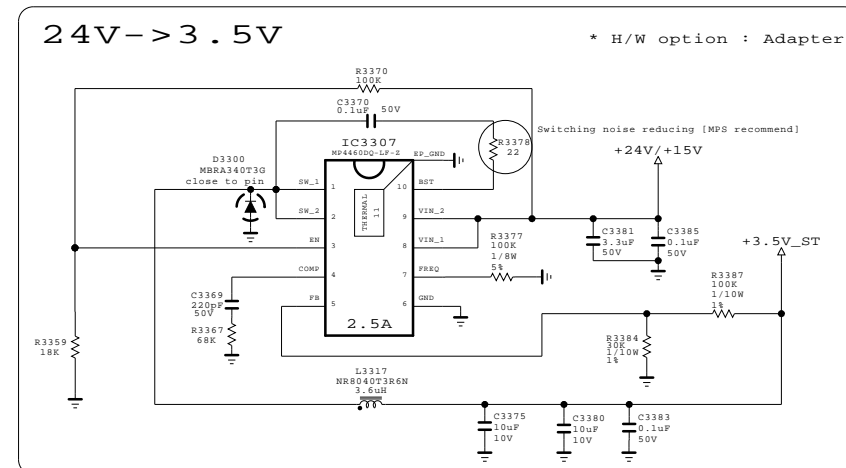 24V->3.5V
* H/W option : Adapter
R3370
100K
C3370
0.1uF 50V
IC3307
MP4460DQ-LF-Z
EP_GND
R3378
22
Switching noise reducing [MPS recommend]
+24V/+15V
D3300
MBRA340T3G
close to pin
SW_1
1
10
BST
THERMAL
11
SW_2
2
9
VIN_2
EN
3
8
VIN_1
COMP
4
7
FREQ
FB
5
6
GND
2.5A
R3377
100K
1/8W
5%
C3381
3.3uF
50V
C3385
0.1uF
50V
+3.5V_ST
R3387
100K
1/10W
1%
C3369
220pF
50V
R3367
68K
R3359
18K
R3384
30K
1/10W
1%
L3317
NR8040T3R6N
3.6uH
C3375
10uF
10V
C3380
10uF
10V
C3383
0.1uF
50V